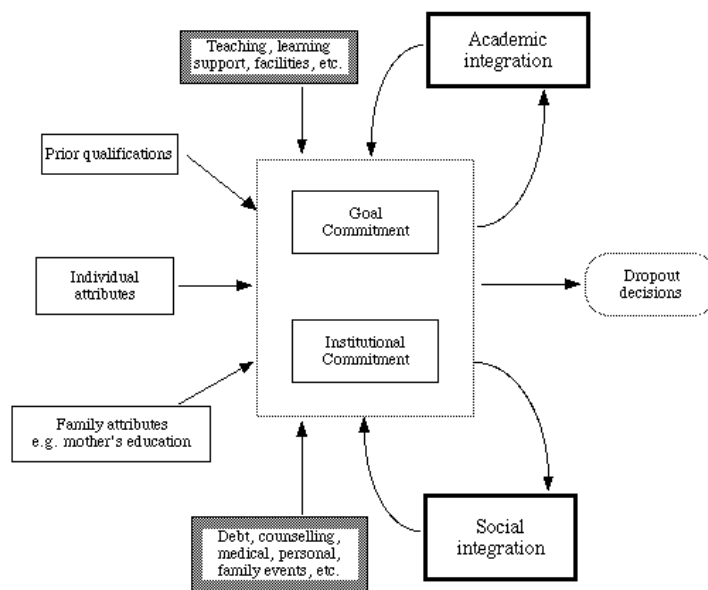 Teaching, learning
support, facilities, etc.
Academic
integration
Prior qualifications
Goal
Commitment
Individual
attributes
Dropout
decisions
Institutional
Commitment
Family attributes
e.g. mother's education
Debt, counselling,
medical, personal,
family events, etc.
Social
integration